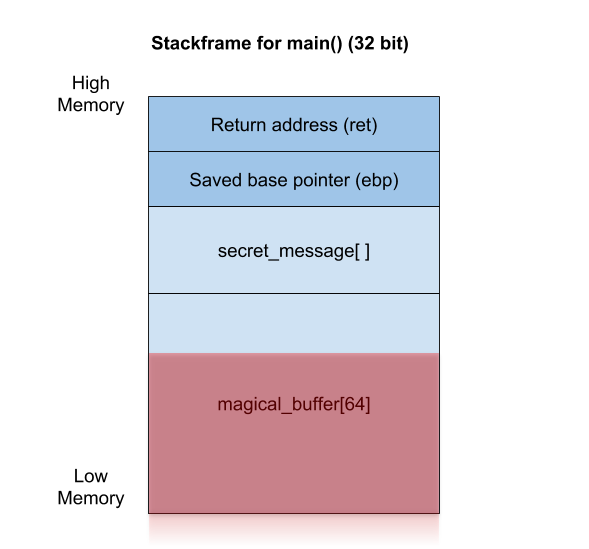 Stackframe for main() (32 bit)
High
Memory
Return address (ret)
Saved base pointer (ebp)
secret_message[ ]
magical_buffer[64]
Low
Memory